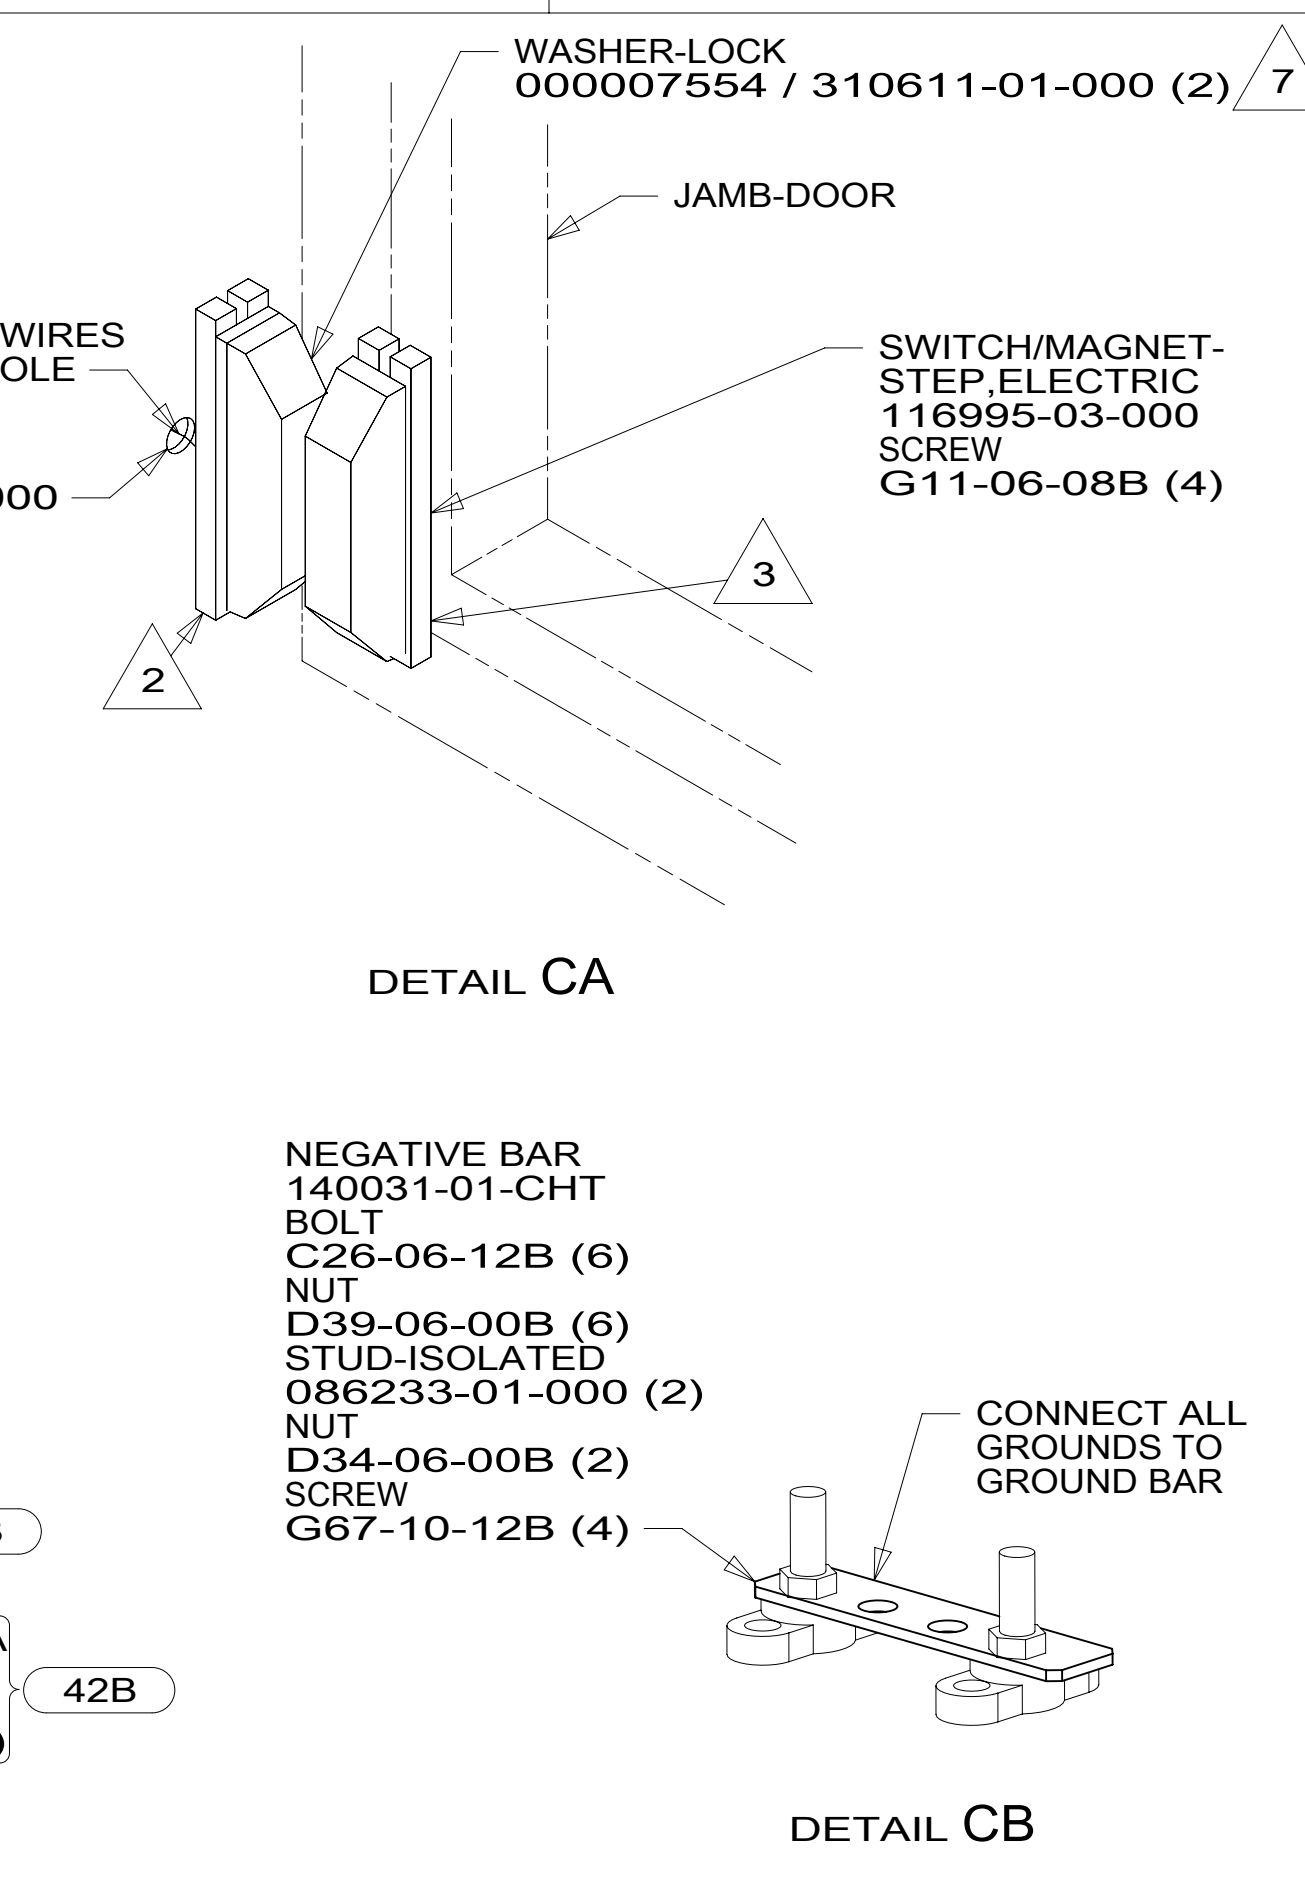 WASHER-LOCK
000007554 / 310611-01-000 (2)
7
JAMB-DOOR
WIRES
OLE
000
SWITCH/MAGNET-
STEP,ELECTRIC
116995-03-000
SCREW
G11-06-08B (4)
3
2
DETAIL CA
NEGATIVE BAR
140031-01-CHT
BOLT
C26-06-12B (6)
NUT
D39-06-00B (6)
STUD-ISOLATED
086233-01-000 (2)
NUT
D34-06-00B (2)
SCREW
G67-10-12B (4)
CONNECT ALL
GROUNDS TO
GROUND BAR
42B
DETAIL CB